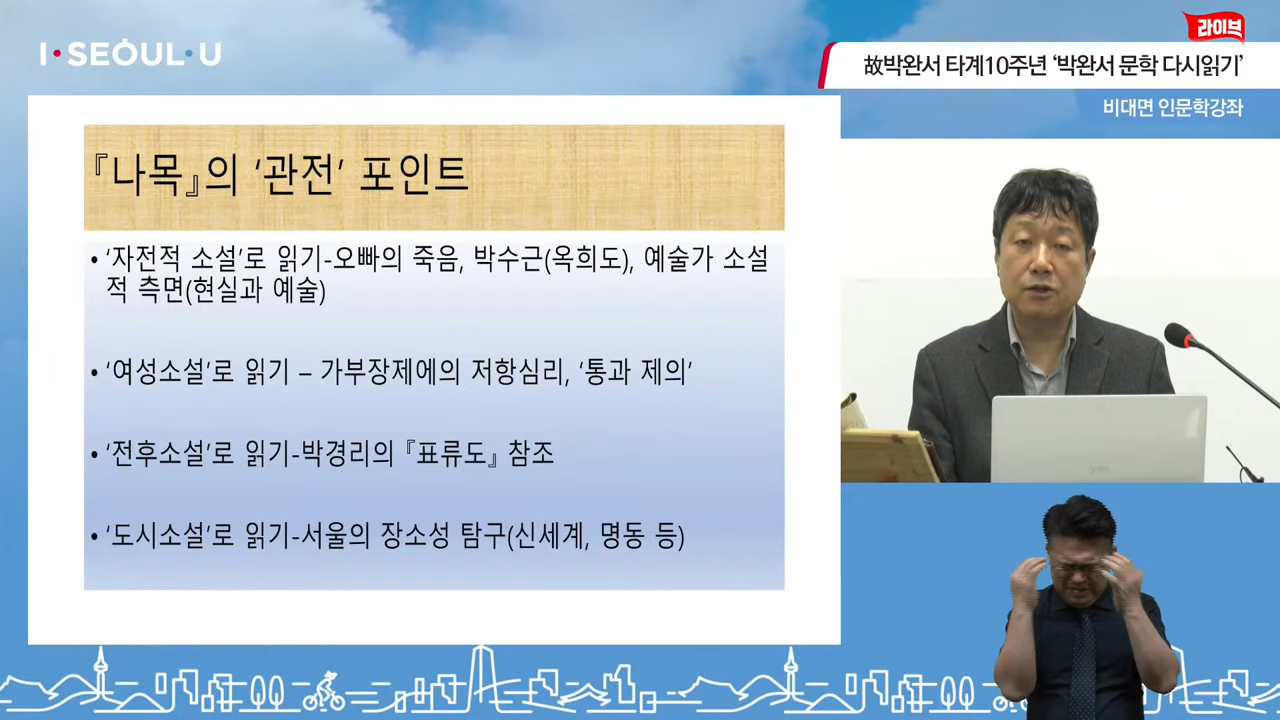 I·SEOUL·U
라이브
故박완서 타계10주년 ‘박완서 문학 다시읽기’
비대면 인문학강좌
『나목』의 ‘관전’ 포인트
• ‘자전적 소설’로 읽기-오빠의 죽음, 박수근(옥희도), 예술가 소설
적 측면(현실과 예술)
• ‘여성소설’로 읽기 – 가부장제에의 저항심리, ‘통과 제의’
• ‘전후소설’로 읽기-박경리의 『표류도』 참조
• ‘도시소설’로 읽기-서울의 장소성 탐구(신세계, 명동 등)